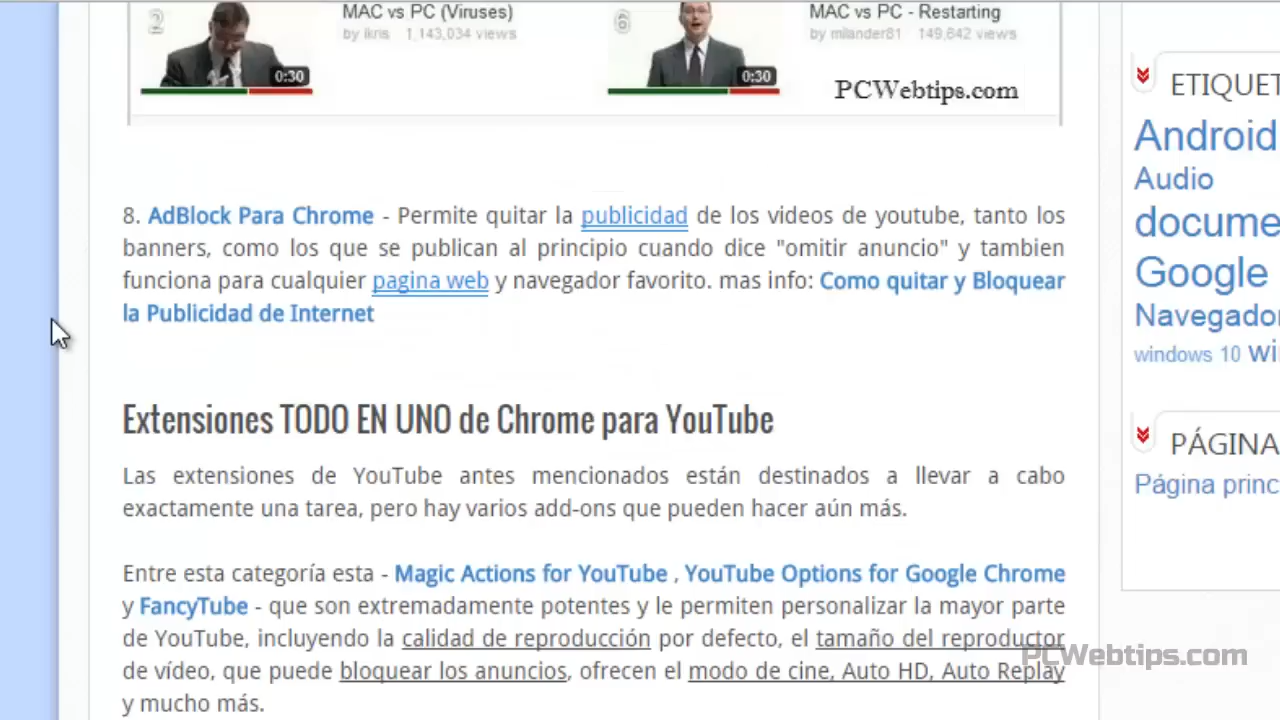 2
MAC vs PC (Viruses)
by ikris 1,143,034 views
0:30
6
MAC vs PC - Restarting
by milander81 149,642 views
0:30
PCWebtips.com
8. AdBlock Para Chrome - Permite quitar la publicidad de los videos de youtube, tanto los
banners, como los que se publican al principio cuando dice "omitir anuncio" y tambien
funciona para cualquier pagina web y navegador favorito. mas info: Como quitar y Bloquear
la Publicidad de Internet
Extensiones TODO EN UNO de Chrome para YouTube
Las extensiones de YouTube antes mencionados están destinados a llevar a cabo
exactamente una tarea, pero hay varios add-ons que pueden hacer aún más.
Entre esta categoría esta - Magic Actions for YouTube , YouTube Options for Google Chrome
y FancyTube - que son extremadamente potentes y le permiten personalizar la mayor parte
de YouTube, incluyendo la calidad de reproducción por defecto, el tamaño del reproductor
de vídeo, que puede bloquear los anuncios, ofrecen el modo de cine, Auto HD, Auto Replay
y mucho más.
ETIQUET
Android
Audio
docume
Google
Navegador
windows 10 wi
PÁGINA
Página princ
PCWebtips.com